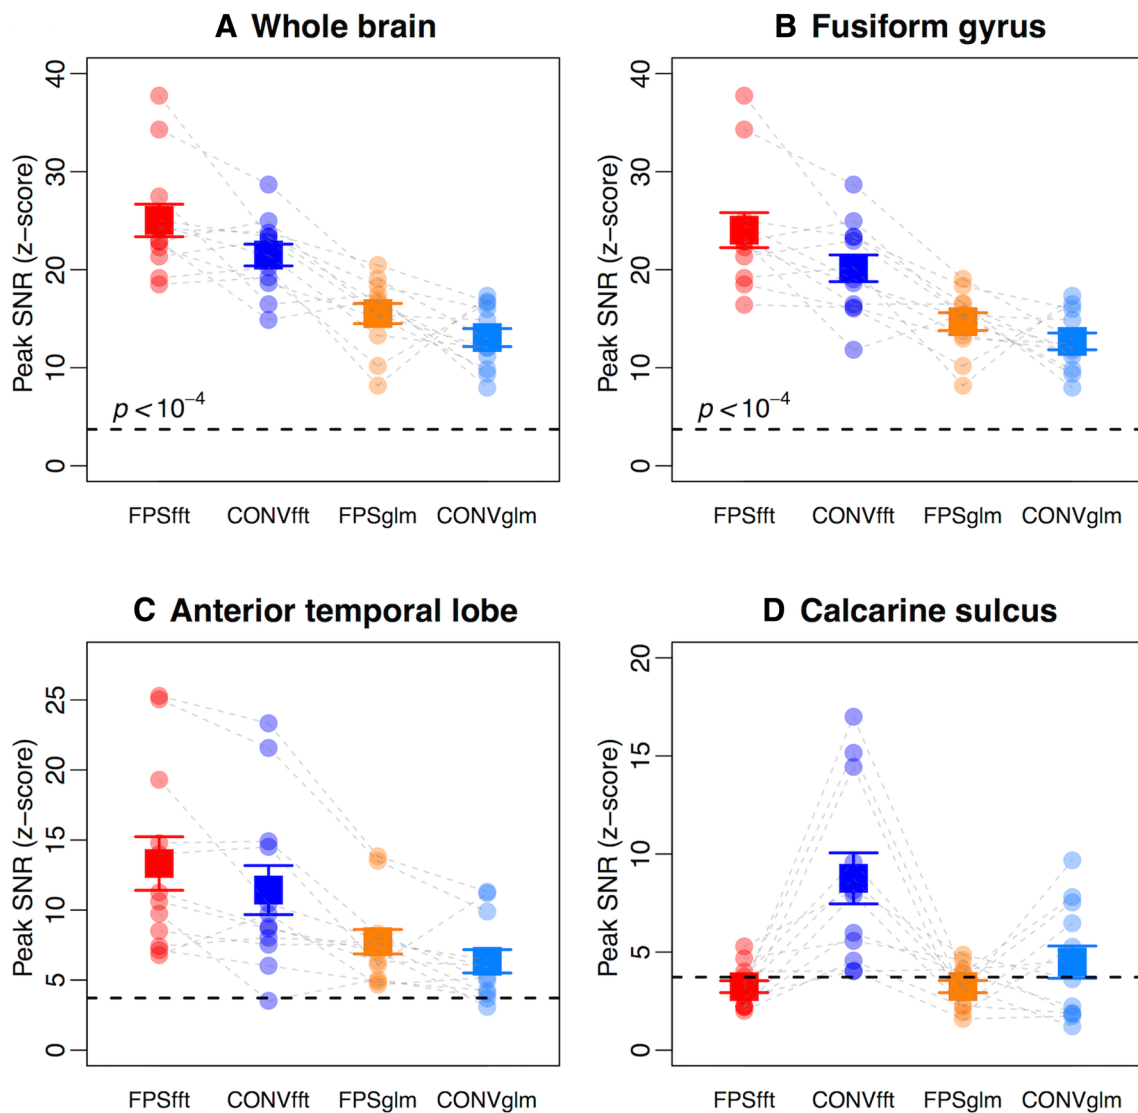 A Whole brain
Peak SNR (z-score)
40
30
20
10
0
p < 10⁻⁴
FPSfft CONVfft FPSglm CONVglm
B Fusiform gyrus
Peak SNR (z-score)
40
30
20
10
0
p < 10⁻⁴
FPSfft CONVfft FPSglm CONVglm
C Anterior temporal lobe
Peak SNR (z-score)
25
20
15
10
5
0
FPSfft CONVfft FPSglm CONVglm
D Calcarine sulcus
Peak SNR (z-score)
20
15
10
5
0
FPSfft CONVfft FPSglm CONVglm